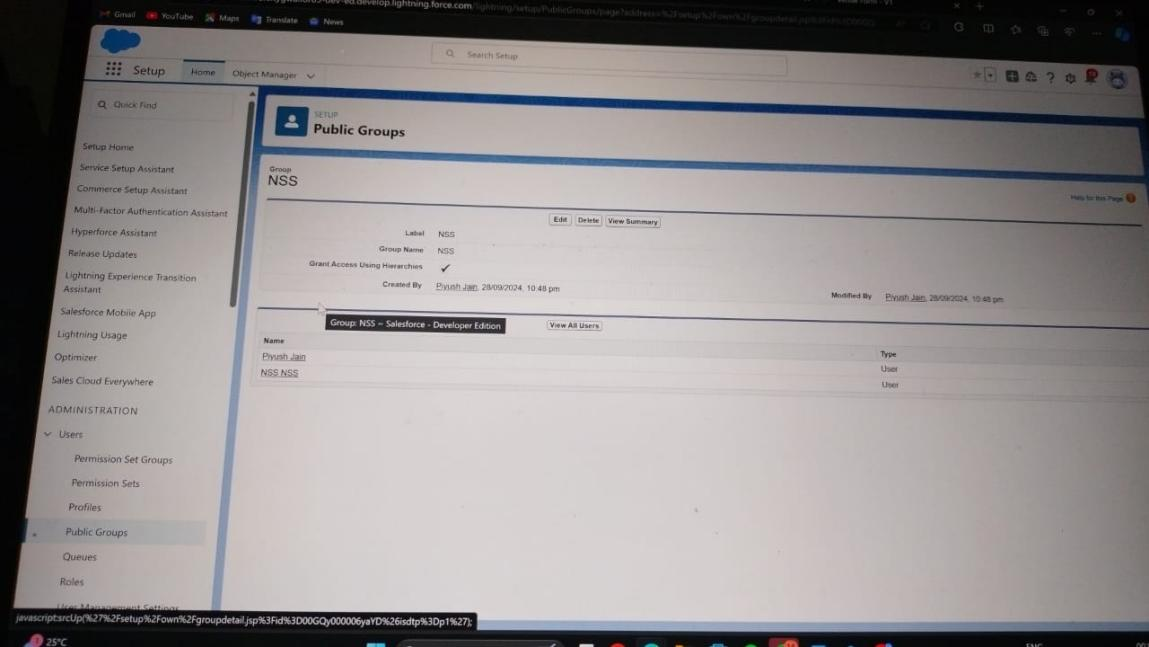 Gmail YouTube Maps Translate News
Search Setup
Setup Home Object Manager
Quick Find
SETUP
Public Groups
Setup Home
Service Setup Assistant
Commerce Setup Assistant
Multi-Factor Authentication Assistant
Hyperforce Assistant
Release Updates
Lightning Experience Transition
Assistant
Salesforce Mobile App
Lightning Usage
Optimizer
Sales Cloud Everywhere
ADMINISTRATION
Users
Permission Set Groups
Permission Sets
Profiles
Public Groups
Queues
Roles
User Management Settings
Group
NSS
Help for this Page
Edit Delete View Summary
Label NSS
Group Name NSS
Grant Access Using Hierarchies ✓
Created By Piyush Jain, 28/09/2024, 10:48 pm Modified By Piyush Jain, 28/09/2024, 10:48 pm
Group: NSS ~ Salesforce - Developer Edition
View All Users
Name Type
Piyush Jain User
NSS NSS User
javascript:srcUp(%27%2Fsetup%2Fown%2Fgroupdetail.jsp%3Fid%3D00GQy000006yaYD%26isdtp%3Dp1%27);
25°C
ENG